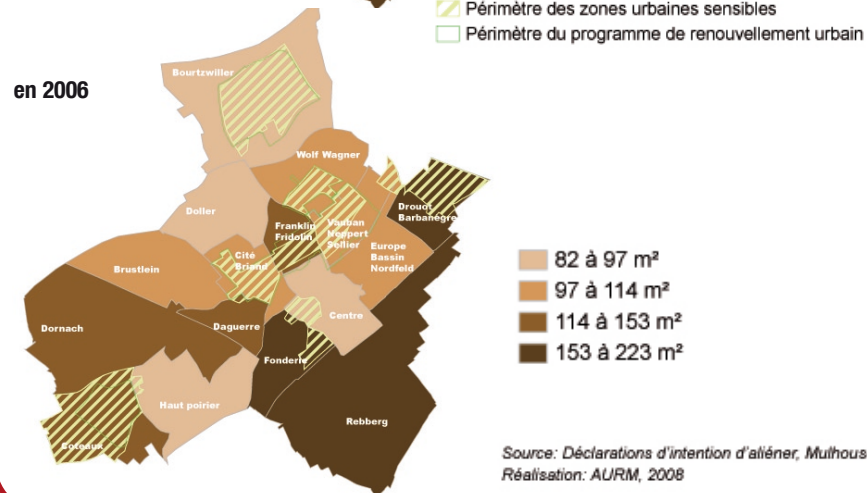 Périmètre des zones urbaines sensibles
Périmètre du programme de renouvellement urbain
en 2006
Bourtzwiller
Wolf Wagner
Doller
Franklin
Fridolin
Vauban
Neppert
Sellier
Drouot
Barbanègre
Europe
Bassin
Nordfeld
Cité
Briand
Brustlein
Dornach
Daguerre
Centre
Fonderie
Haut poirier
Rebberg
Coteaux
82 à 97 m²
97 à 114 m²
114 à 153 m²
153 à 223 m²
Source: Déclarations d'intention d'aliéner, Mulhous
Réalisation: AURM, 2008